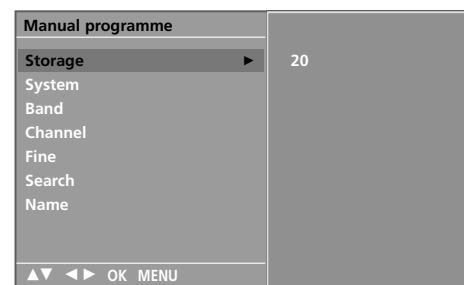 Manual programme
Storage ► 20
System
Band
Channel
Fine
Search
Name
▲▼ ◄► OK MENU